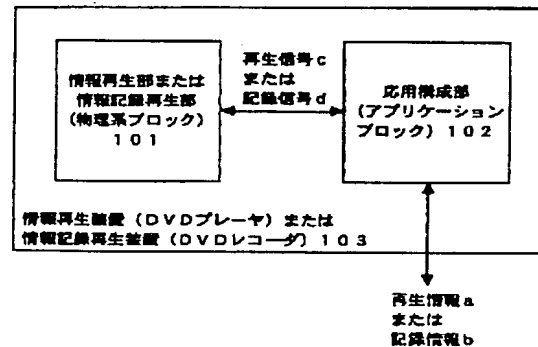 情報再生部または
情報記録再生部
(物理系ブロック)
101
再生信号c
または
記録信号d
応用構成部
(アプリケーション
ブロック)102
情報再生装置(DVDプレーヤ)または
情報記録再生装置(DVDレコーダ)103
再生情報a
または
記録情報b